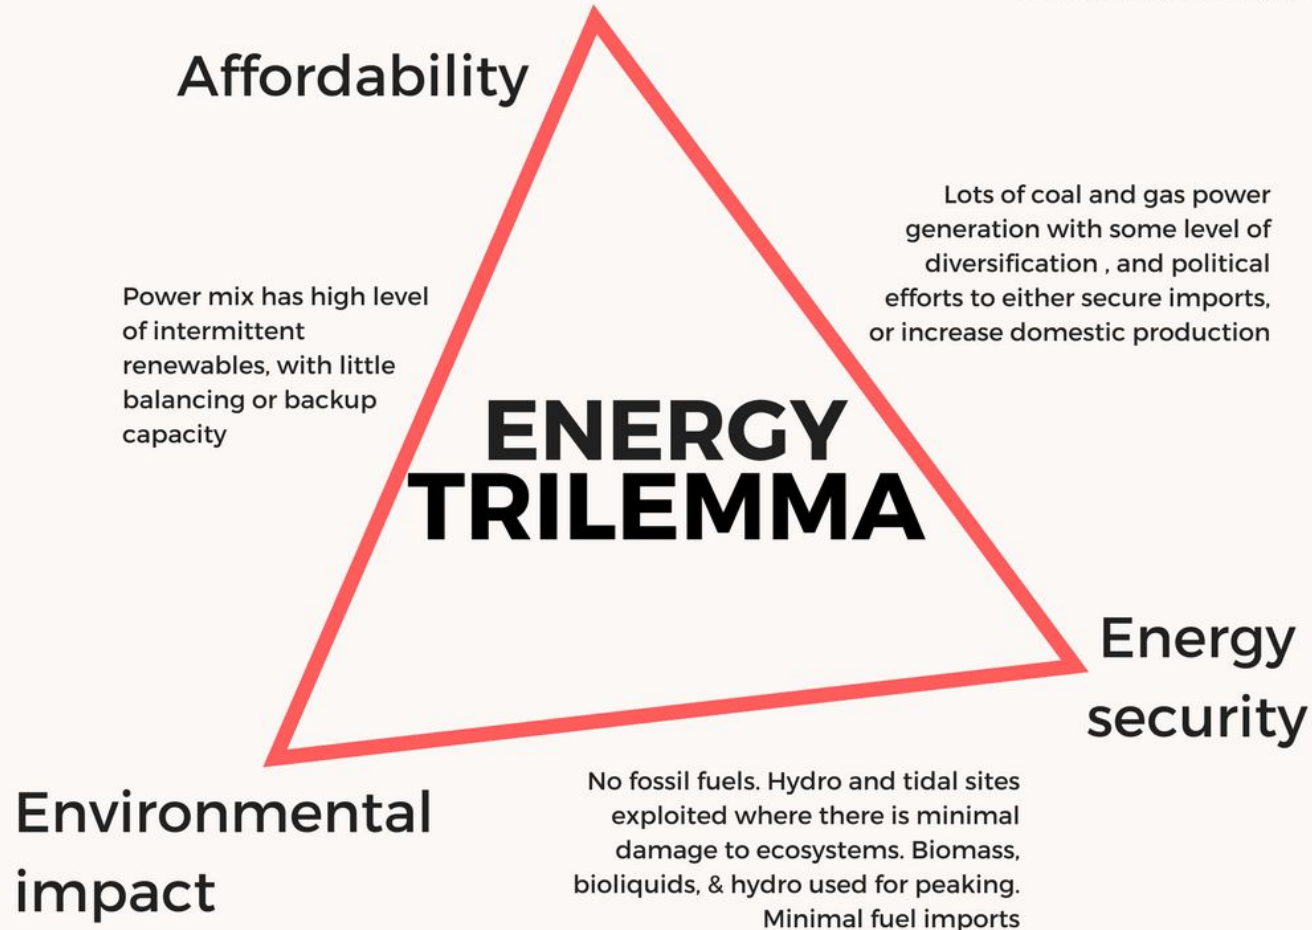 Affordability
Lots of coal and gas power
generation with some level of
diversification , and political
efforts to either secure imports,
or increase domestic production
Power mix has high level
of intermittent
renewables, with little
balancing or backup
capacity
ENERGY
TRILEMMA
Energy
security
Environmental
impact
No fossil fuels. Hydro and tidal sites
exploited where there is minimal
damage to ecosystems. Biomass,
bioliquids, & hydro used for peaking.
Minimal fuel imports